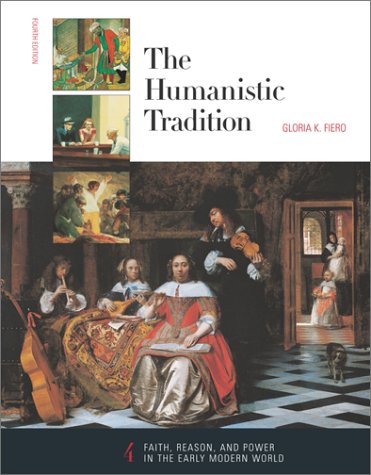 FOURTH EDITION
The
Humanistic
Tradition
GLORIA K. FIERO
4 FAITH, REASON, AND POWER
IN THE EARLY MODERN WORLD